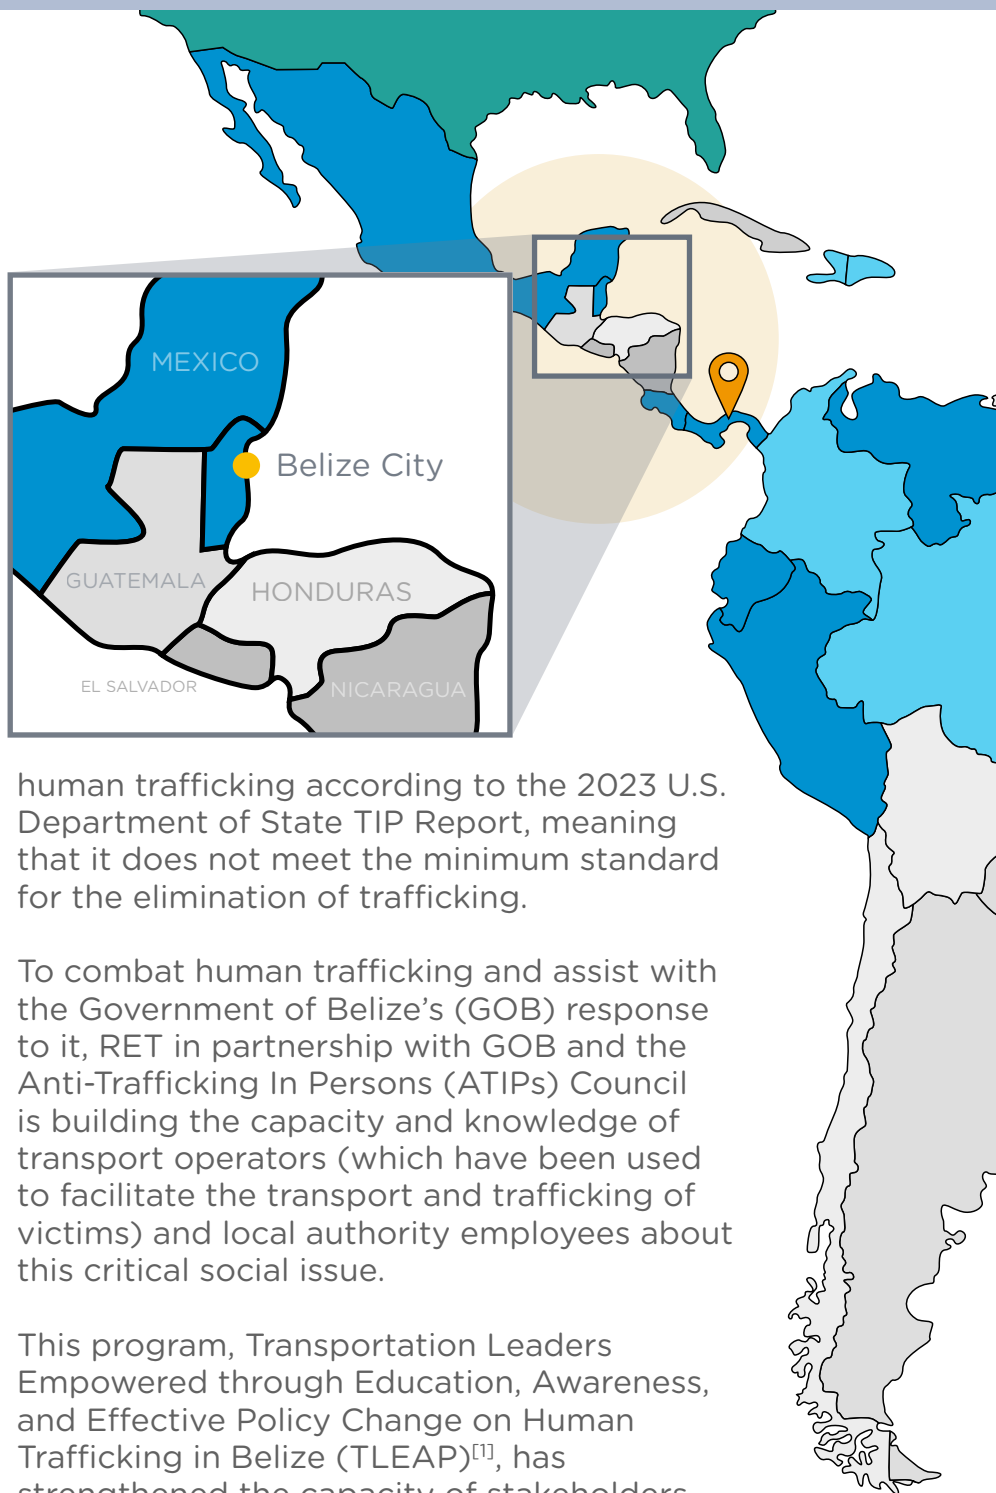 MEXICO
Belize City
GUATEMALA
HONDURAS
EL SALVADOR
NICARAGUA
human trafficking according to the 2023 U.S.
Department of State TIP Report, meaning
that it does not meet the minimum standard
for the elimination of trafficking.
To combat human trafficking and assist with
the Government of Belize’s (GOB) response
to it, RET in partnership with GOB and the
Anti-Trafficking In Persons (ATIPs) Council
is building the capacity and knowledge of
transport operators (which have been used
to facilitate the transport and trafficking of
victims) and local authority employees about
this critical social issue.
This program, Transportation Leaders
Empowered through Education, Awareness,
and Effective Policy Change on Human
Trafficking in Belize (TLEAP)[1], has
strengthened the capacity of stakeholders